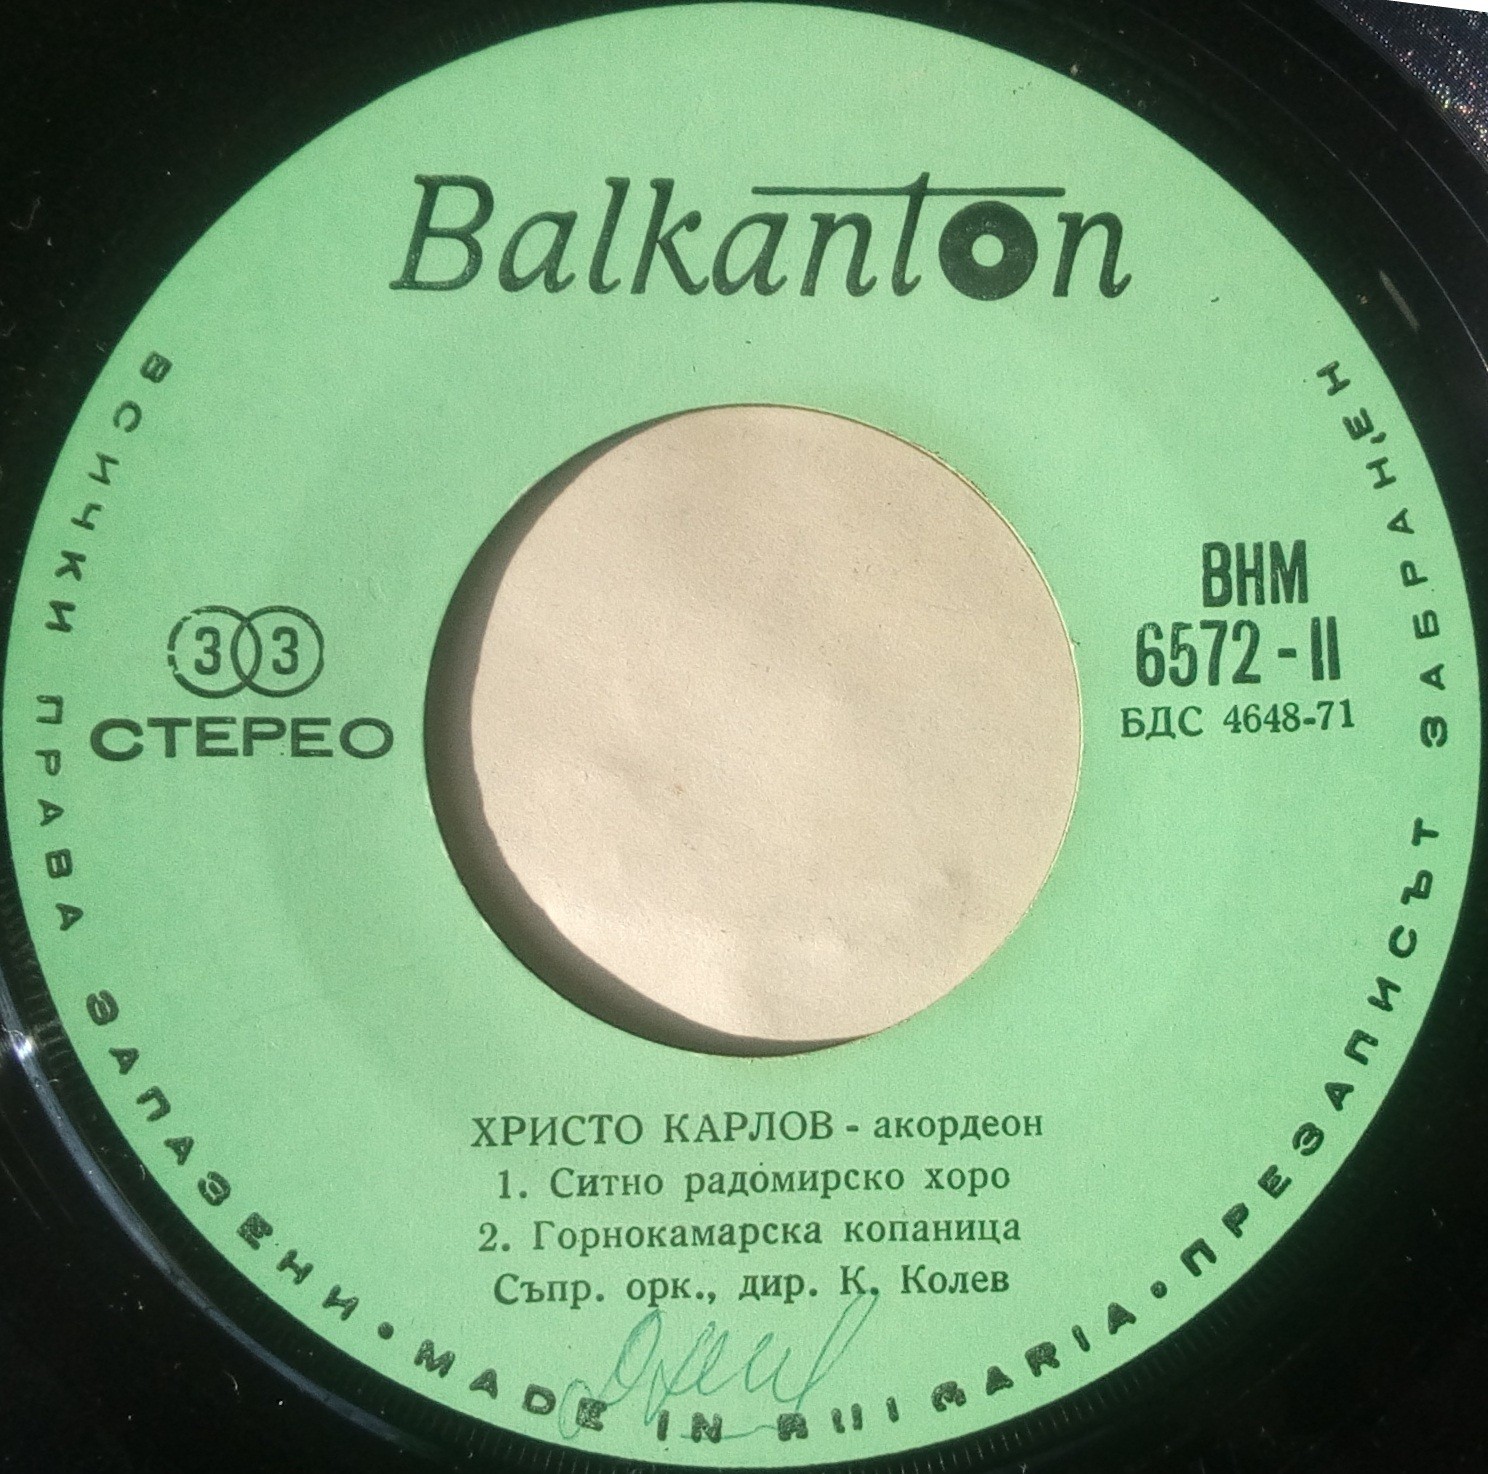 Balkanton
33
СТЕРЕО
ВНМ
6572-II
БДС 4648-71
ХРИСТО КАРЛОВ - акордеон
1. Ситно радомирско хоро
2. Горнокамарска копаница
Съпр. орк., дир. К. Колев
ВСИЧКИ ПРАВА ЗАПАЗЕНИ • MADE IN BULGARIA • ПРЕЗАПИСЪТ ЗАБРАНЕН